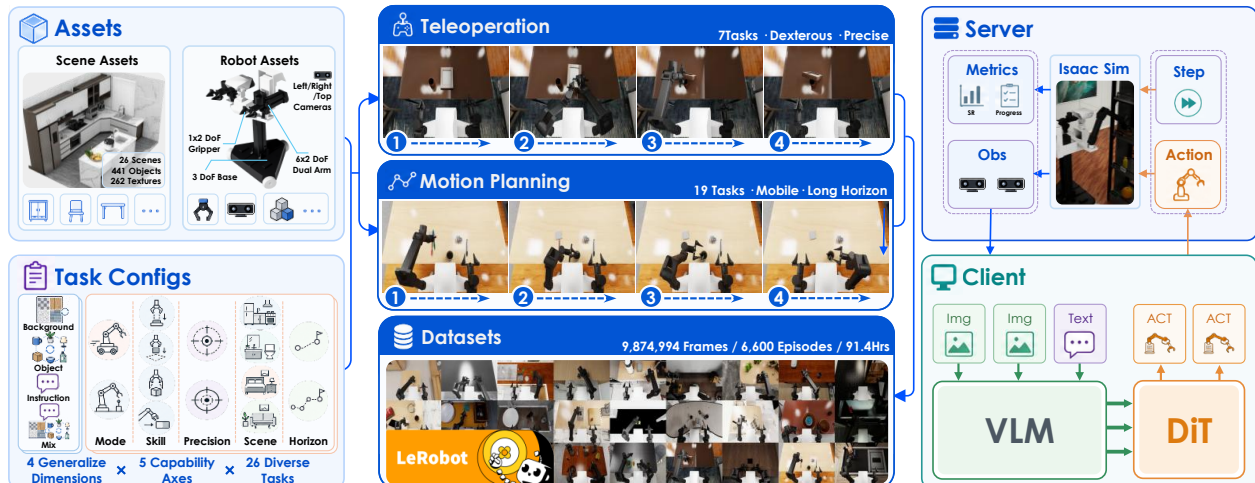 Assets
Scene Assets
26 Scenes
441 Objects
262 Textures
Robot Assets
Left/Right
/Top
Cameras
1x2 DoF
Gripper
3 DoF Base
6x2 DoF
Dual Arm
Task Configs
Background
Object
Instruction
Mix
Mode
Skill
Precision
Scene
Horizon
4 Generalize
Dimensions
×
5 Capability
Axes
×
26 Diverse
Tasks
Teleoperation
7Tasks · Dexterous · Precise
1
2
3
4
Motion Planning
19 Tasks · Mobile · Long Horizon
1
2
3
4
Datasets
9,874,994 Frames / 6,600 Episodes / 91.4Hrs
LeRobot
Server
Metrics
SR
Progress
Obs
Isaac Sim
Step
Action
Client
Img
Img
Text
ACT
ACT
VLM
DiT